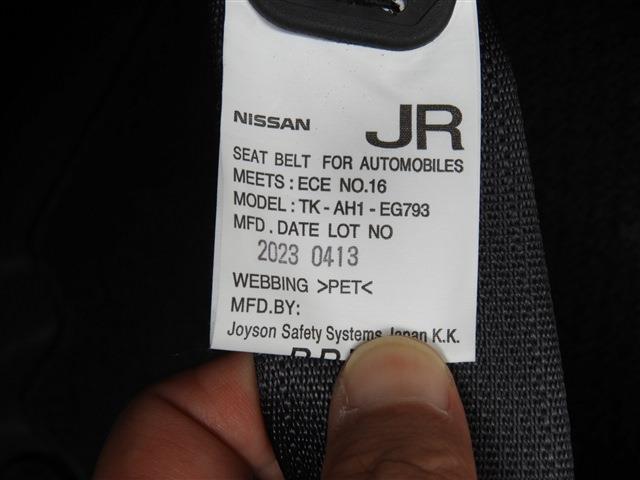 NISSAN JR
SEAT BELT FOR AUTOMOBILES
MEETS : ECE NO.16
MODEL : TK - AH1 - EG793
MFD. DATE LOT NO
2023 0413
WEBBING >PET<
MFD.BY:
Joyson Safety Systems Japan K.K.